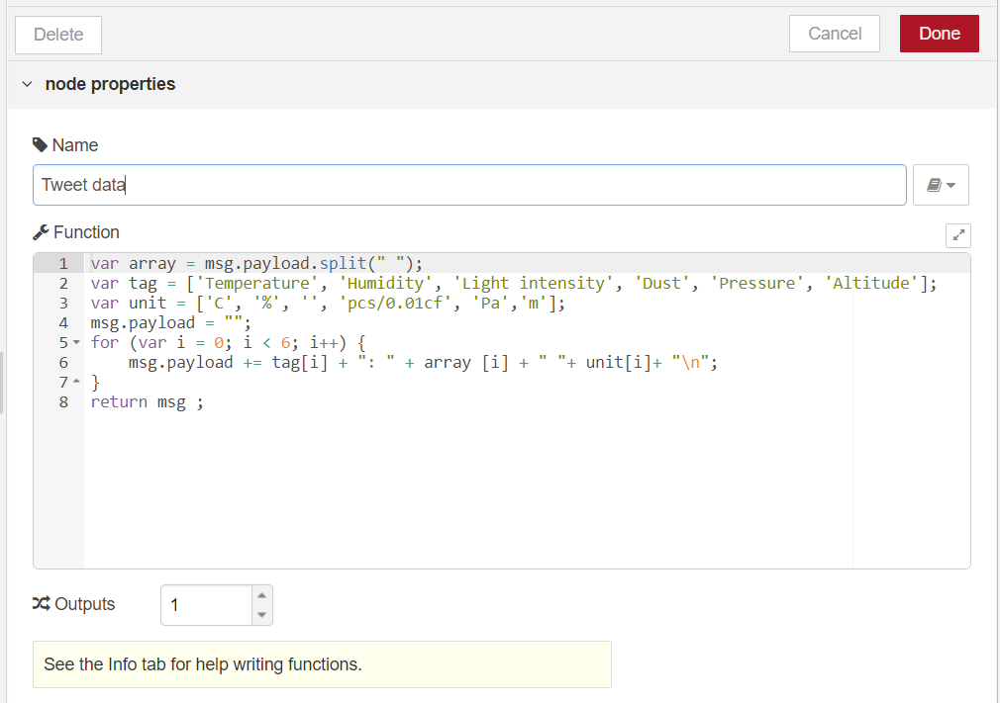 Delete Cancel Done
node properties
Name
Tweet data
Function
1 var array = msg.payload.split(" ");
2 var tag = ['Temperature', 'Humidity', 'Light intensity', 'Dust', 'Pressure', 'Altitude'];
3 var unit = ['C', '%', '', 'pcs/0.01cf', 'Pa','m'];
4 msg.payload = "";
5 for (var i = 0; i < 6; i++) {
6 msg.payload += tag[i] + ": " + array [i] + " "+ unit[i]+ "\n";
7 }
8 return msg ;
Outputs 1
See the Info tab for help writing functions.